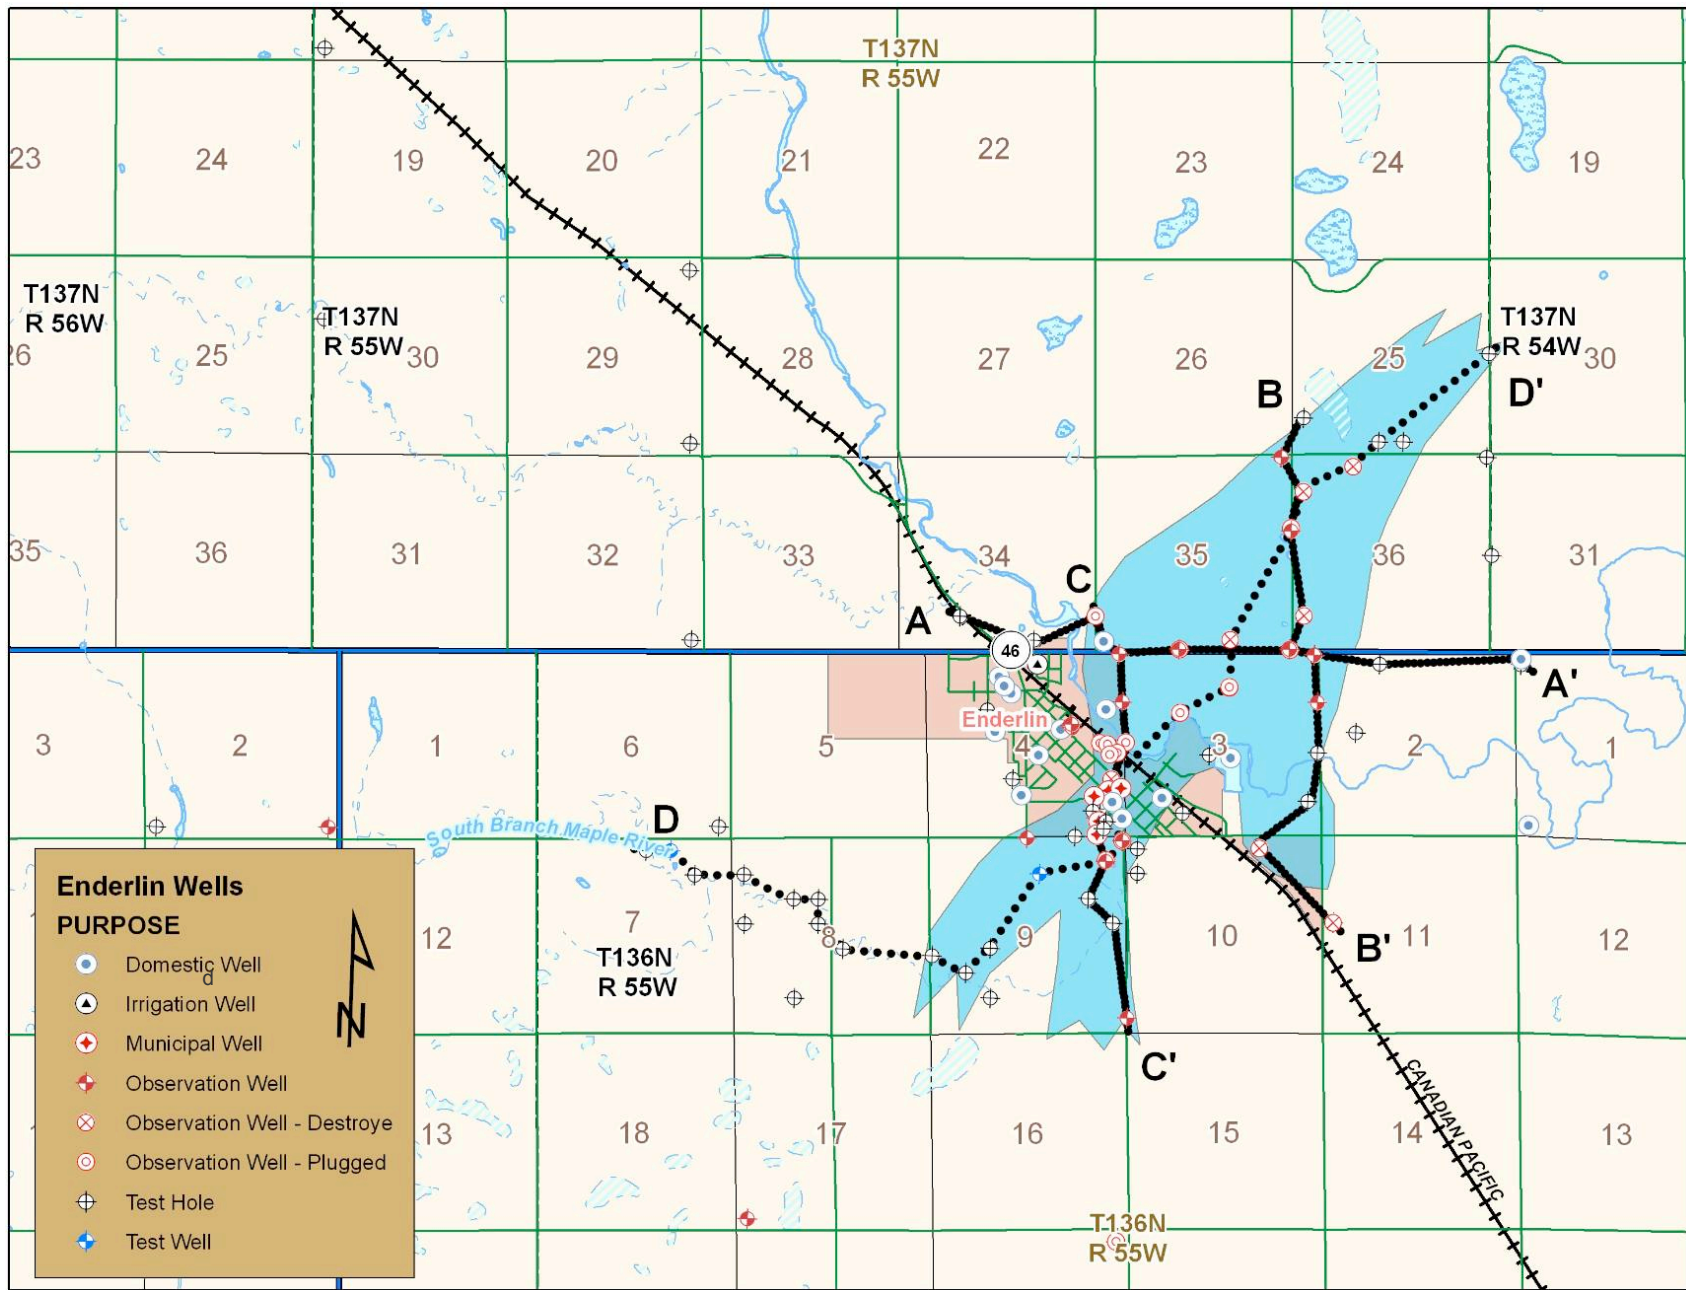 T137N
R 55W
23
24
19
20
21
22
23
24
19
T137N
R 56W
T137N
R 55W
T137N
R 54W
26
25
30
29
28
27
26
25
30
B
D'
35
36
31
32
33
34
35
36
31
C
A
46
A'
Enderlin
3
2
1
6
5
4
3
2
1
D
South Branch Maple River
12
7
8
9
10
11
12
B'
T136N
R 55W
C'
CANADIAN PACIFIC
13
18
17
16
15
14
13
T136N
R 55W
Enderlin Wells
PURPOSE
Domestic Well
g
Irrigation Well
Municipal Well
Observation Well
Observation Well - Destroye
Observation Well - Plugged
Test Hole
Test Well
N